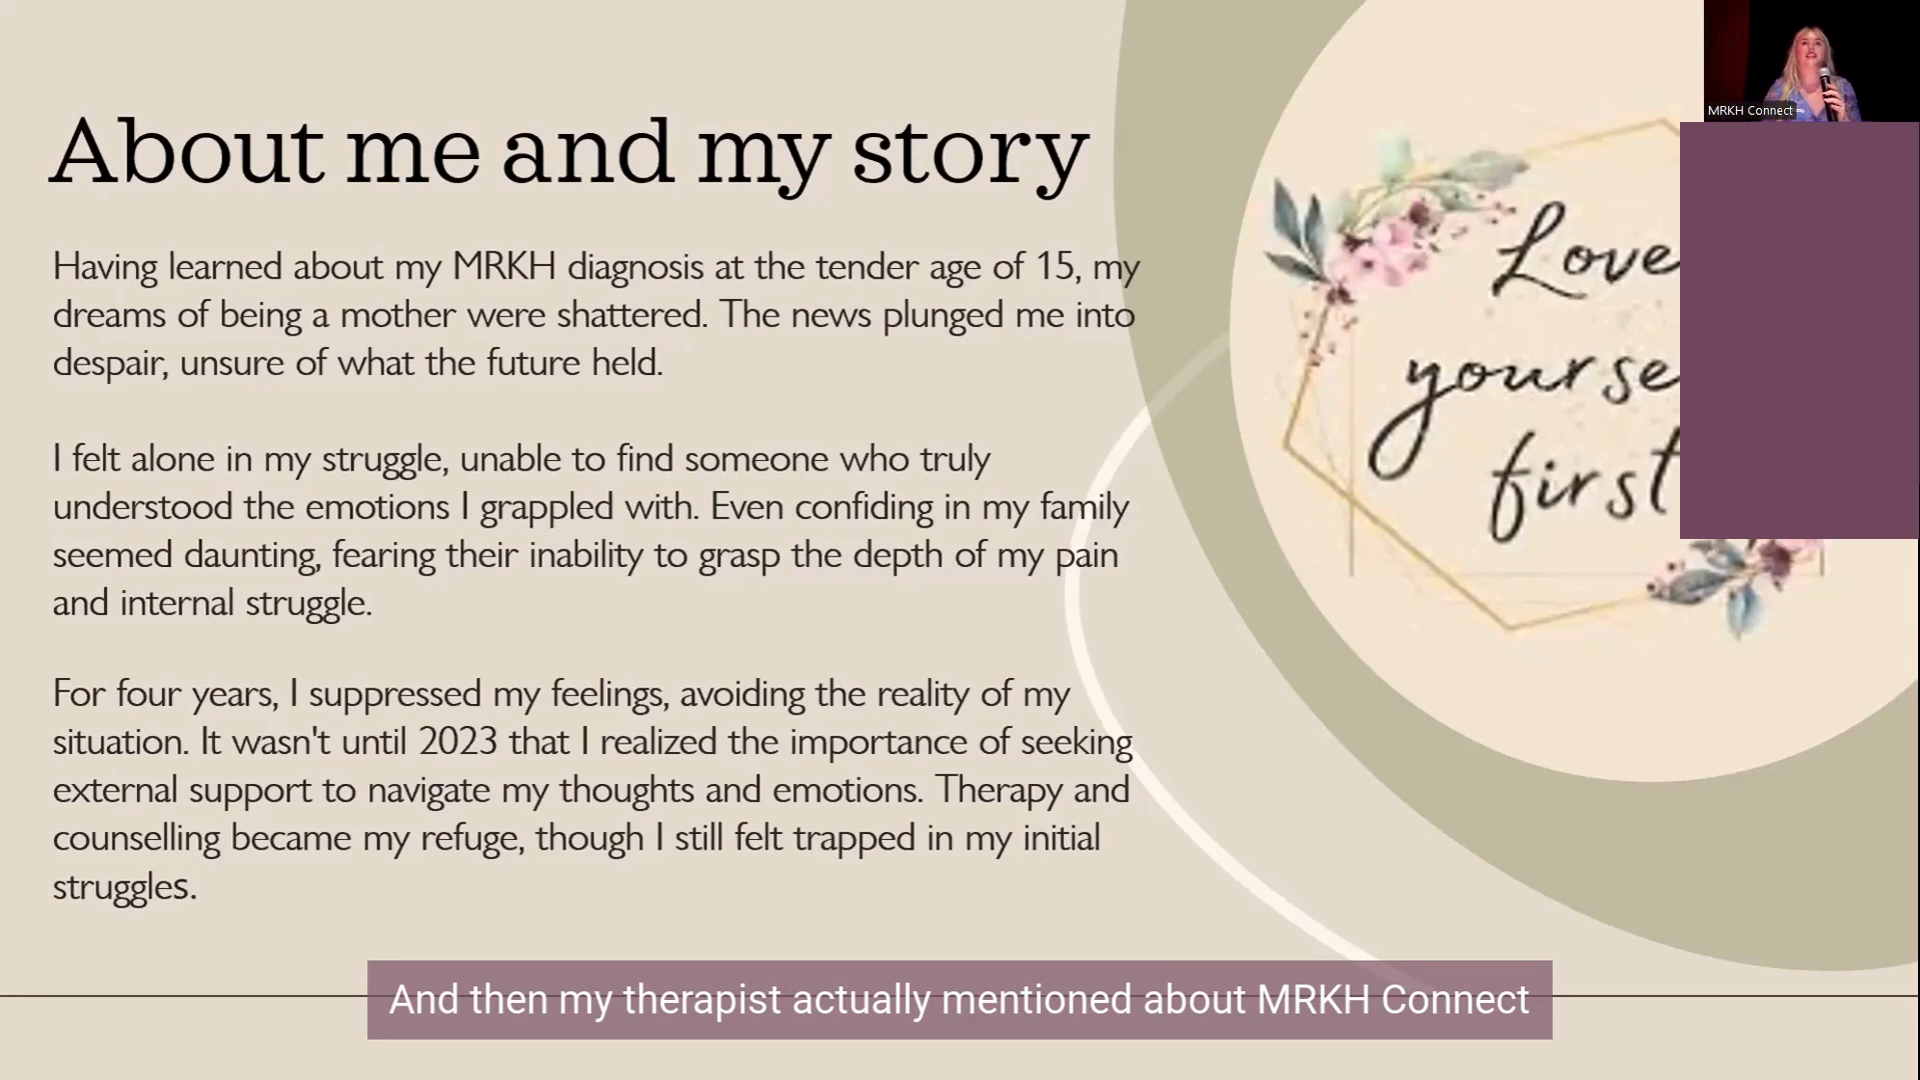 About me and my story
MRKH Connect
Having learned about my MRKH diagnosis at the tender age of 15, my
dreams of being a mother were shattered. The news plunged me into
despair, unsure of what the future held.
I felt alone in my struggle, unable to find someone who truly
understood the emotions I grappled with. Even confiding in my family
seemed daunting, fearing their inability to grasp the depth of my pain
and internal struggle.
For four years, I suppressed my feelings, avoiding the reality of my
situation. It wasn't until 2023 that I realized the importance of seeking
external support to navigate my thoughts and emotions. Therapy and
counselling became my refuge, though I still felt trapped in my initial
struggles.
Love
yourse
first
And then my therapist actually mentioned about MRKH Connect